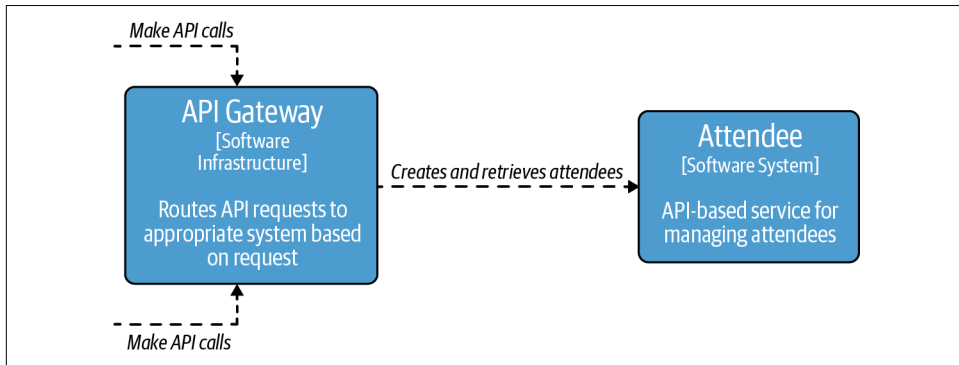 Make API calls
API Gateway
[Software
Infrastructure]
Routes API requests to
appropriate system based
on request
Creates and retrieves attendees
Attendee
[Software System]
API-based service for
managing attendees
Make API calls